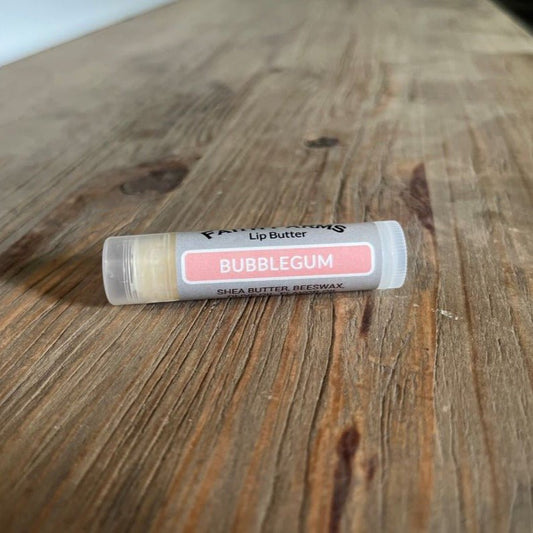 Lip Butter
BUBBLEGUM
SHEA BUTTER, BEESWAX,